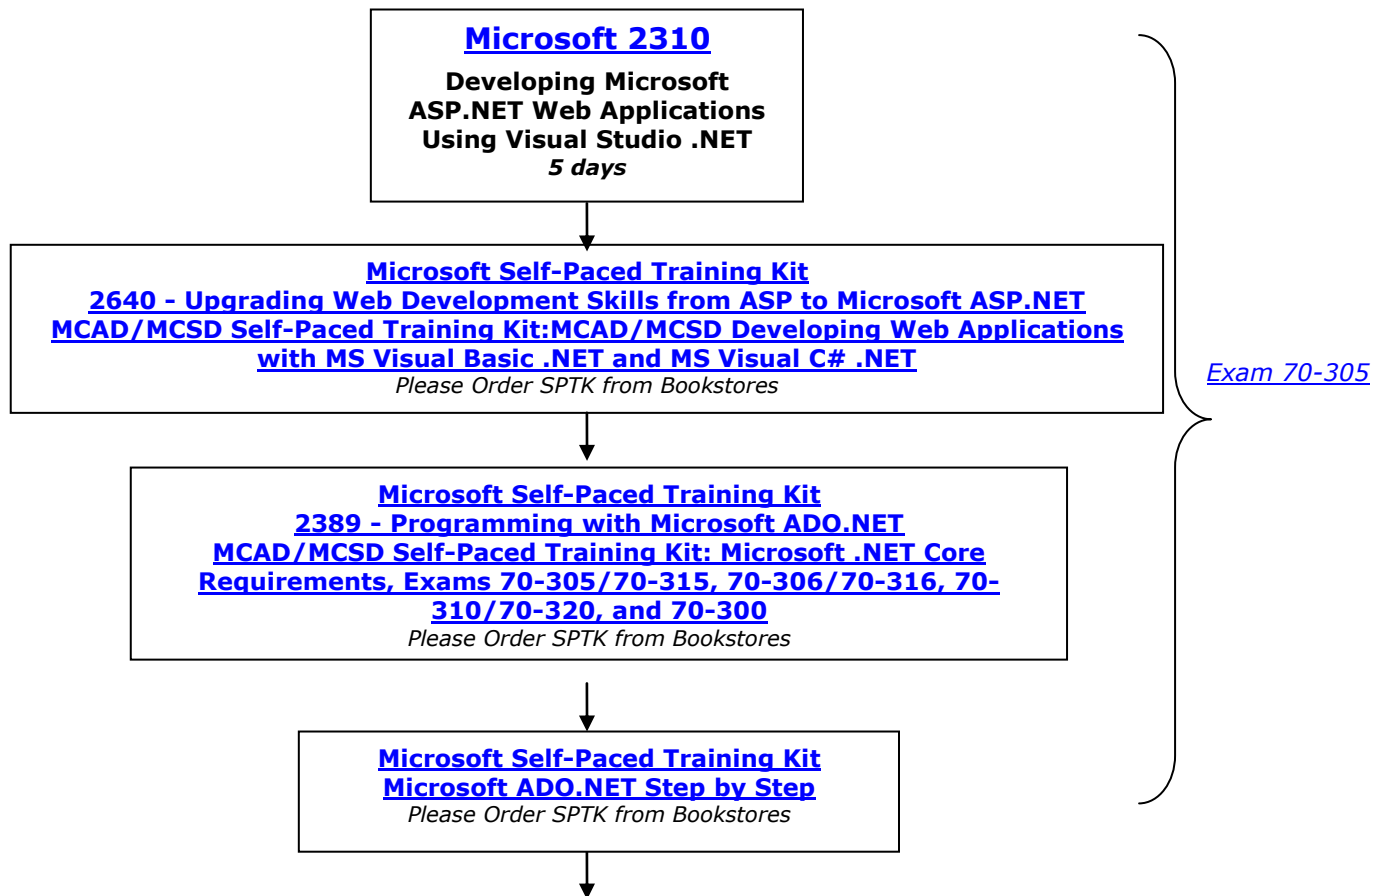 Microsoft 2310
Developing Microsoft
ASP.NET Web Applications
Using Visual Studio .NET
5 days
Microsoft Self-Paced Training Kit
2640 - Upgrading Web Development Skills from ASP to Microsoft ASP.NET
MCAD/MCSD Self-Paced Training Kit:MCAD/MCSD Developing Web Applications
with MS Visual Basic .NET and MS Visual C# .NET
Please Order SPTK from Bookstores
Exam 70-305
Microsoft Self-Paced Training Kit
2389 - Programming with Microsoft ADO.NET
MCAD/MCSD Self-Paced Training Kit: Microsoft .NET Core
Requirements, Exams 70-305/70-315, 70-306/70-316, 70-
310/70-320, and 70-300
Please Order SPTK from Bookstores
Microsoft Self-Paced Training Kit
Microsoft ADO.NET Step by Step
Please Order SPTK from Bookstores